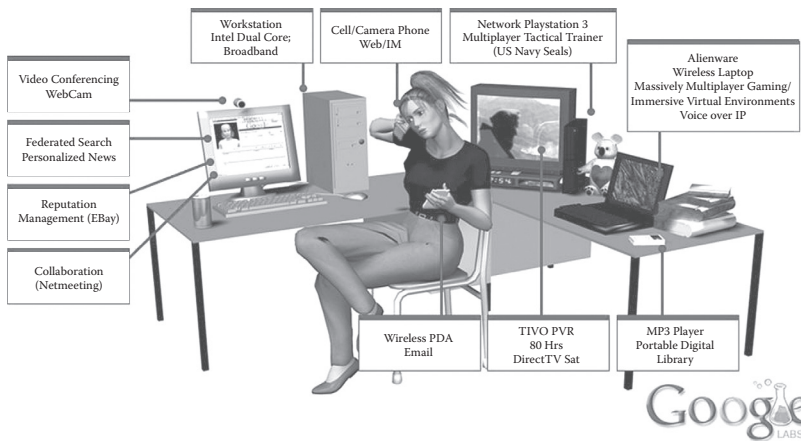 Workstation
Intel Dual Core;
Broadband
Cell/Camera Phone
Web/IM
Network Playstation 3
Multiplayer Tactical Trainer
(US Navy Seals)
Alienware
Wireless Laptop
Massively Multiplayer Gaming/
Immersive Virtual Environments
Voice over IP
Video Conferencing
WebCam
Federated Search
Personalized News
Reputation
Management (EBay)
Collaboration
(Netmeeting)
Wireless PDA
Email
TIVO PVR
80 Hrs
DirectTV Sat
MP3 Player
Portable Digital
Library
Google
LABS